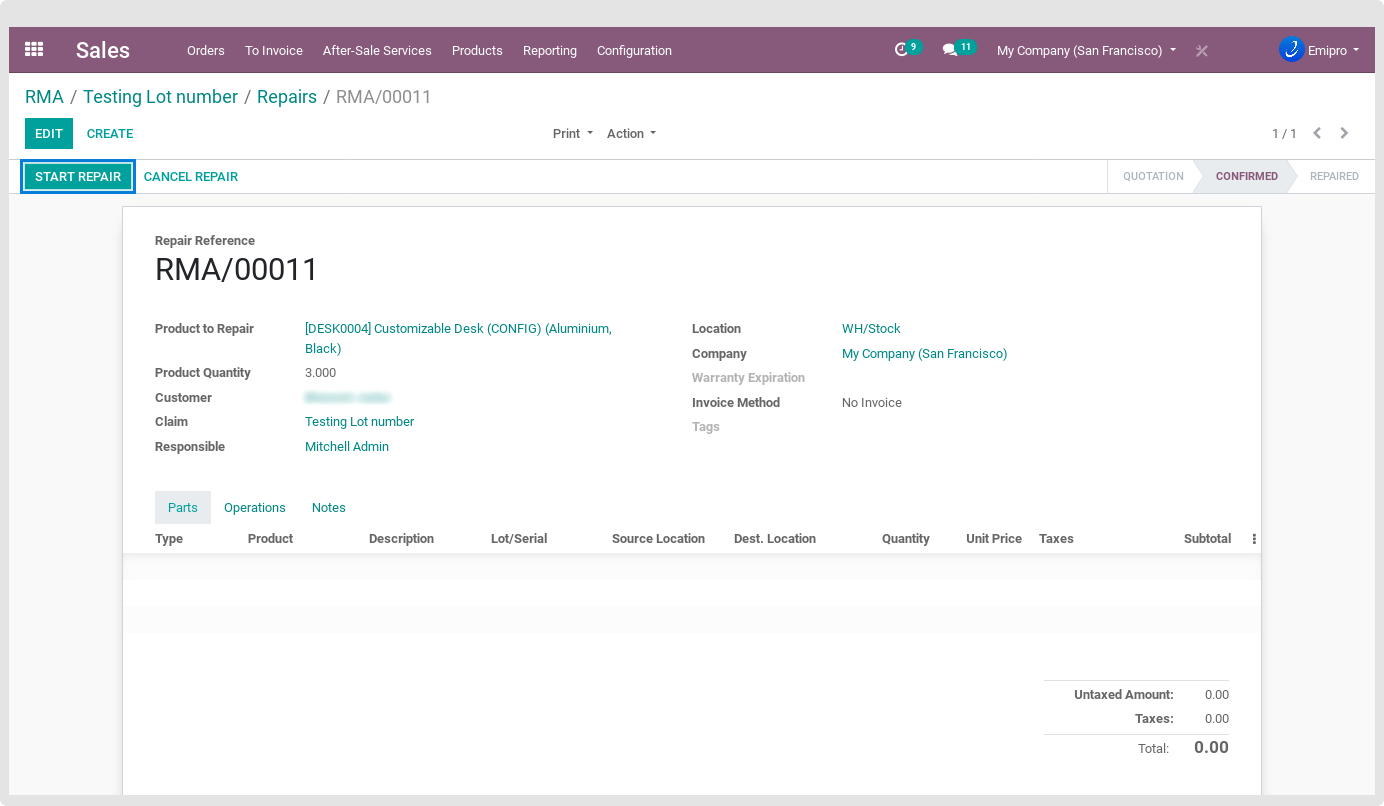 Sales Orders To Invoice After-Sale Services Products Reporting Configuration 9 11 My Company (San Francisco) Emipro
RMA / Testing Lot number / Repairs / RMA/00011
EDIT CREATE Print Action 1 / 1
START REPAIR CANCEL REPAIR QUOTATION CONFIRMED REPAIRED
Repair Reference
RMA/00011
Product to Repair [DESK0004] Customizable Desk (CONFIG) (Aluminium,
Black)
Product Quantity 3.000
Customer
Claim Testing Lot number
Responsible Mitchell Admin
Location WH/Stock
Company My Company (San Francisco)
Warranty Expiration
Invoice Method No Invoice
Tags
Parts Operations Notes
Type Product Description Lot/Serial Source Location Dest. Location Quantity Unit Price Taxes Subtotal
Untaxed Amount: 0.00
Taxes: 0.00
Total: 0.00